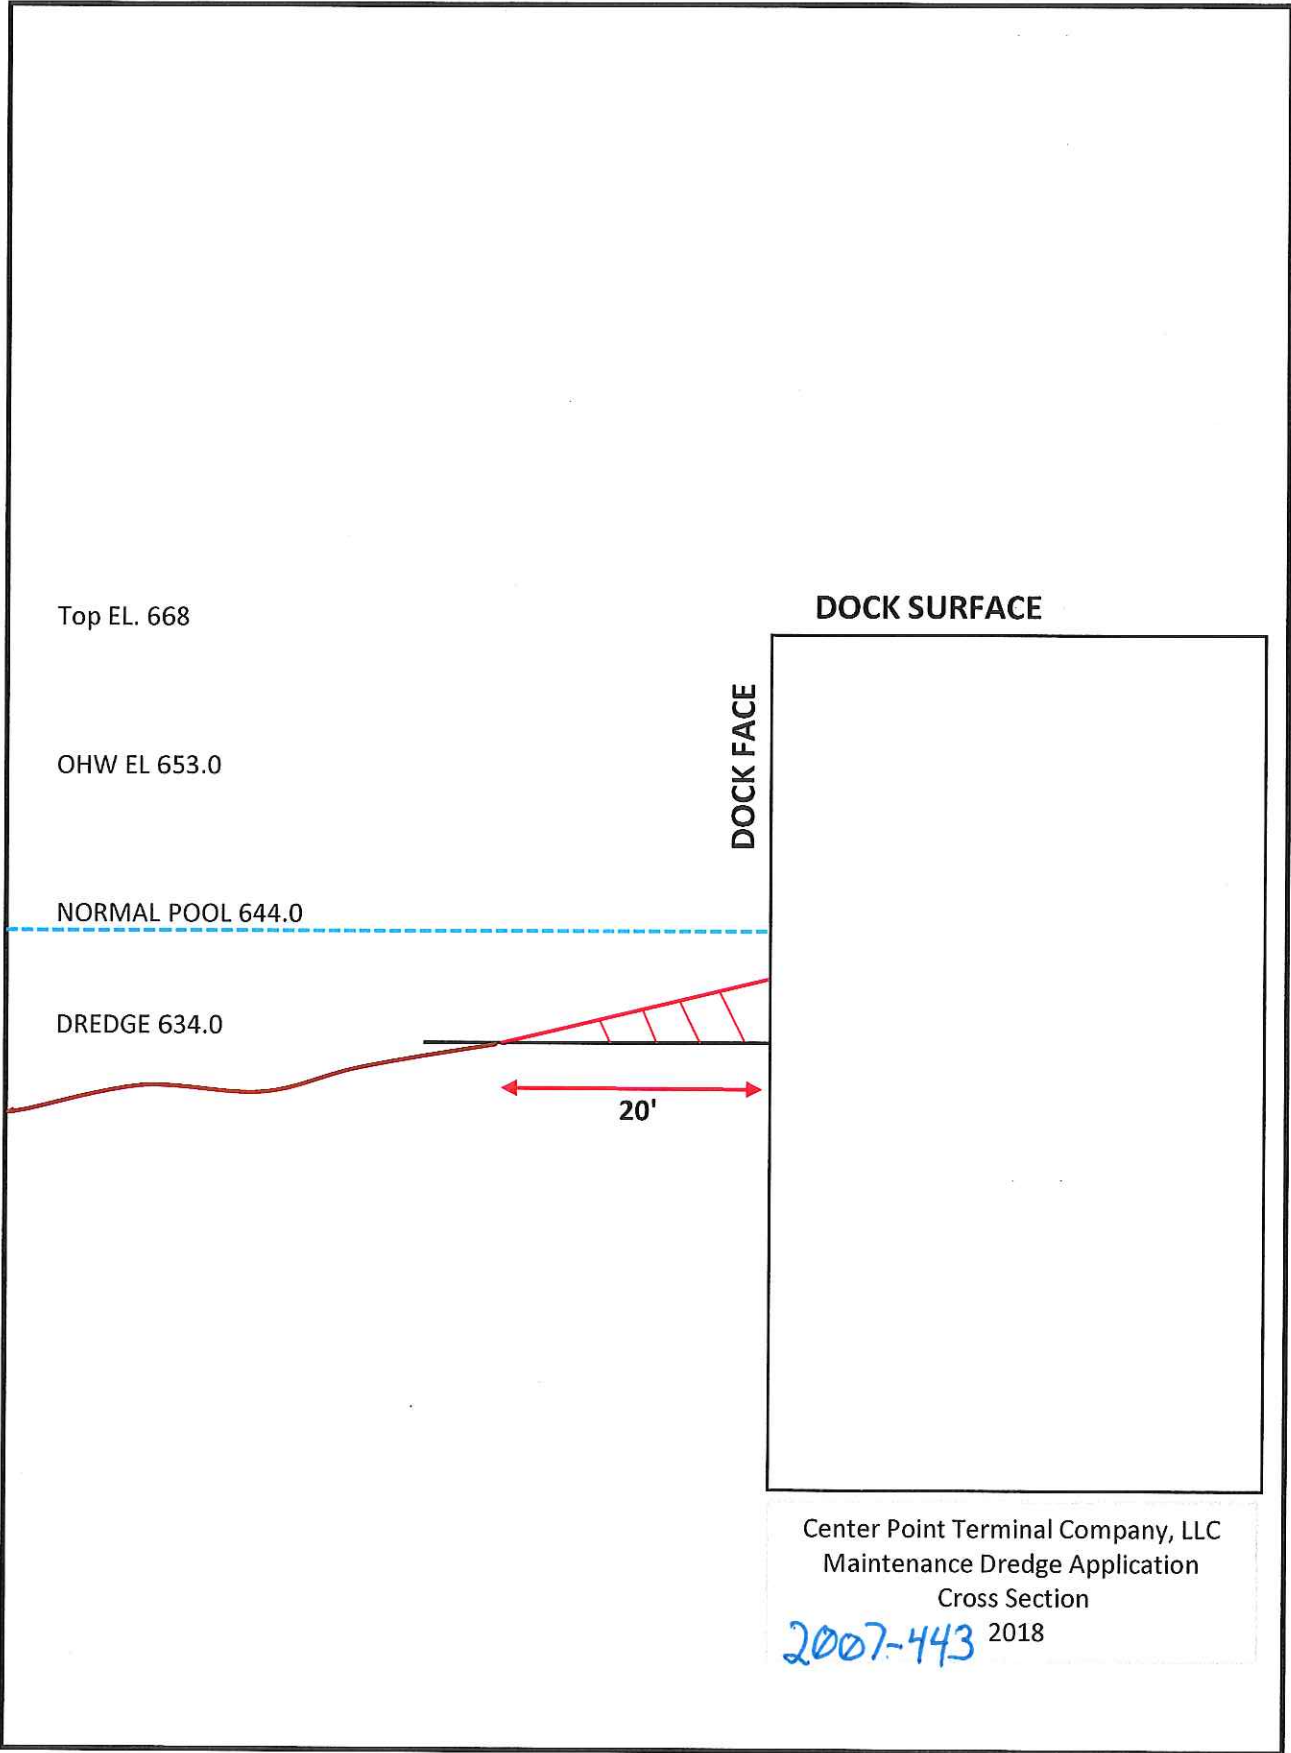 Top EL. 668
DOCK SURFACE
DOCK FACE
OHW EL 653.0
NORMAL POOL 644.0
DREDGE 634.0
20'
Center Point Terminal Company, LLC
Maintenance Dredge Application
Cross Section
2018
2007-443